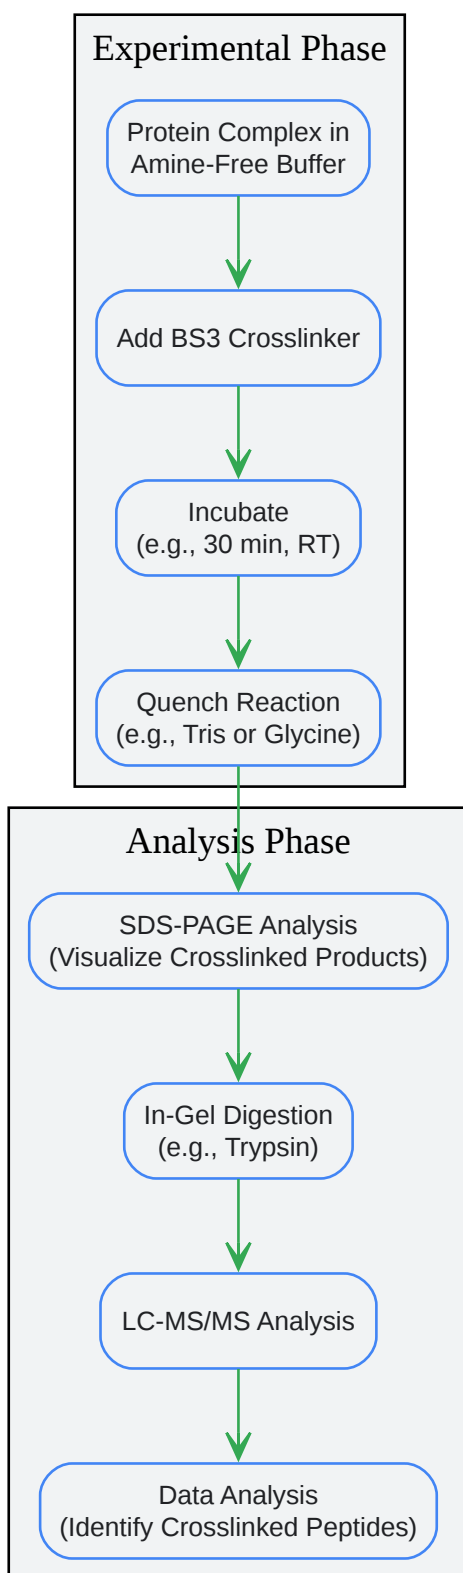 Experimental Phase
Protein Complex in
Amine-Free Buffer
Add BS3 Crosslinker
Incubate
(e.g., 30 min, RT)
Quench Reaction
(e.g., Tris or Glycine)
Analysis Phase
SDS-PAGE Analysis
(Visualize Crosslinked Products)
In-Gel Digestion
(e.g., Trypsin)
LC-MS/MS Analysis
Data Analysis
(Identify Crosslinked Peptides)